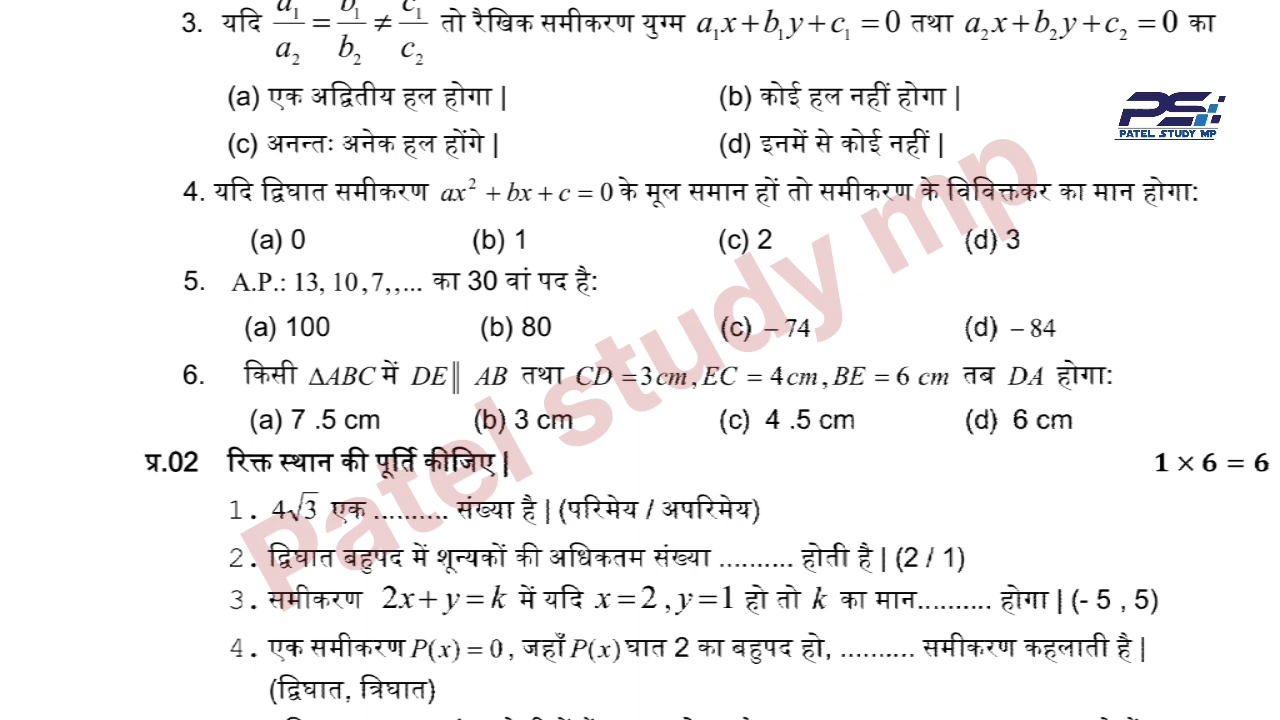 3. यदि a₁/a₂ = b₁/b₂ ≠ c₁/c₂ तो रैखिक समीकरण युग्म a₁x+b₁y+c₁=0 तथा a₂x+b₂y+c₂=0 का
(a) एक अद्वितीय हल होगा | (b) कोई हल नहीं होगा |
PATEL STUDY MP
(c) अनन्तः अनेक हल होंगे | (d) इनमें से कोई नहीं |
4. यदि द्विघात समीकरण ax²+bx+c=0 के मूल समान हों तो समीकरण के विविक्तकर का मान होगा:
(a) 0 (b) 1 (c) 2 (d) 3
5. A.P.: 13, 10,7,,... का 30 वां पद है:
(a) 100 (b) 80 (c) –74 (d) –84
6. किसी ΔABC में DE∥ AB तथा CD =3cm,EC = 4cm,BE = 6 cm तब DA होगा:
(a) 7 .5 cm (b) 3 cm (c) 4 .5 cm (d) 6 cm
प्र.02 रिक्त स्थान की पूर्ति कीजिए | 1 × 6 = 6
1. 4√3 एक .......... संख्या है | (परिमेय / अपरिमेय)
2. द्विघात बहुपद में शून्यकों की अधिकतम संख्या .......... होती है | (2 / 1)
3. समीकरण 2x+y=k में यदि x=2,y=1 हो तो k का मान.......... होगा | (- 5 , 5)
4. एक समीकरण P(x)=0, जहाँ P(x) घात 2 का बहुपद हो, .......... समीकरण कहलाती है |
(द्विघात, त्रिघात)
Patel study mp